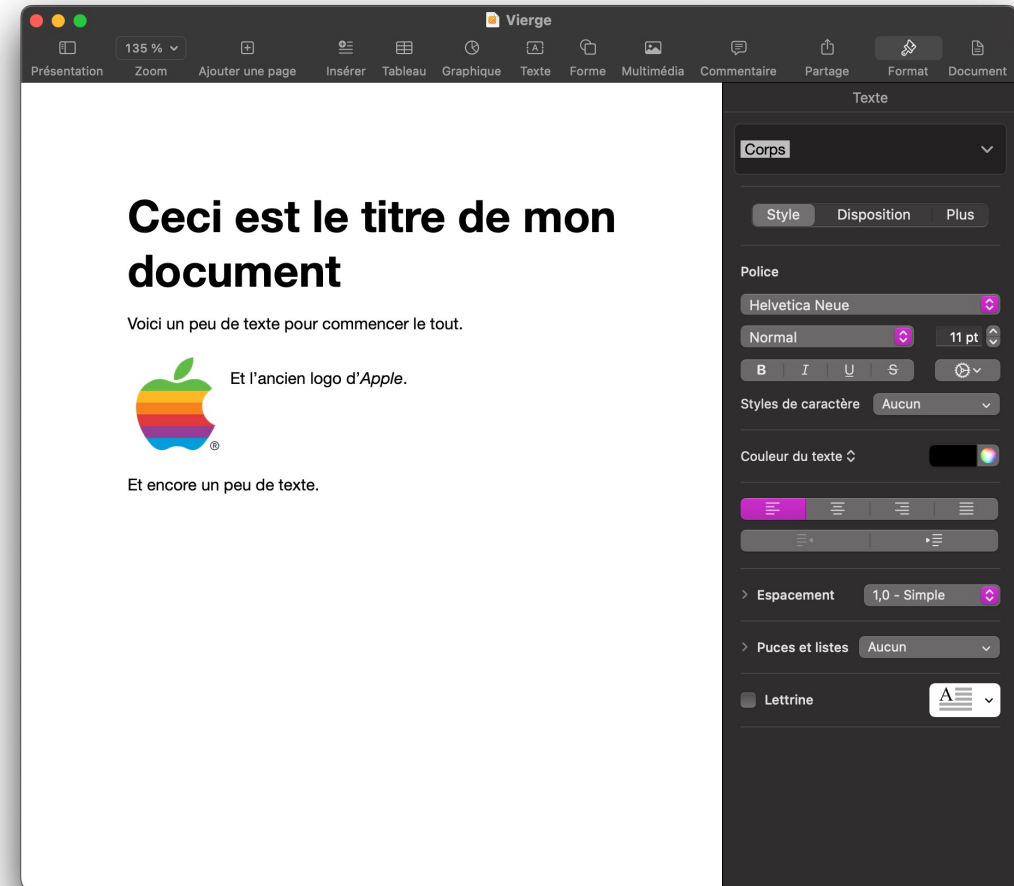 Vierge
135 %
Présentation Zoom Ajouter une page Insérer Tableau Graphique Texte Forme Multimédia Commentaire Partage Format Document
Texte
Corps
Style Disposition Plus
Police
Helvetica Neue
Normal 11 pt
B I U S
Styles de caractère Aucun
Couleur du texte
Espacement 1,0 - Simple
Puces et listes Aucun
Lettrine A
Ceci est le titre de mon
document
Voici un peu de texte pour commencer le tout.
Et l’ancien logo d’Apple.
®
Et encore un peu de texte.